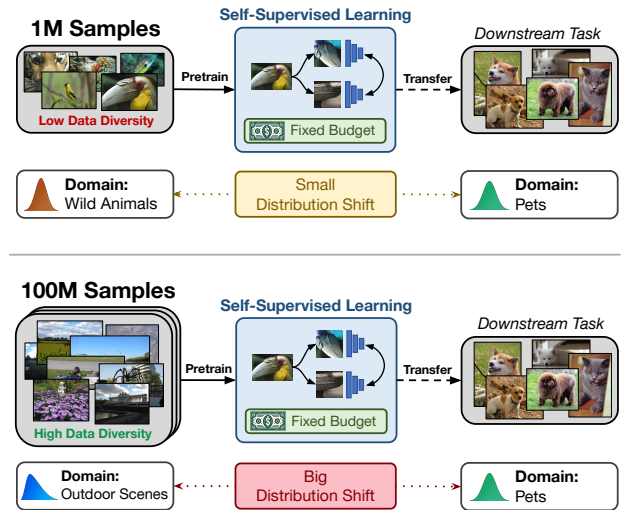 1M Samples
Self-Supervised Learning
Downstream Task
Low Data Diversity
Pretrain
Fixed Budget
Transfer
Domain:
Wild Animals
Small
Distribution Shift
Domain:
Pets
100M Samples
Self-Supervised Learning
Downstream Task
High Data Diversity
Pretrain
Fixed Budget
Transfer
Domain:
Outdoor Scenes
Big
Distribution Shift
Domain:
Pets